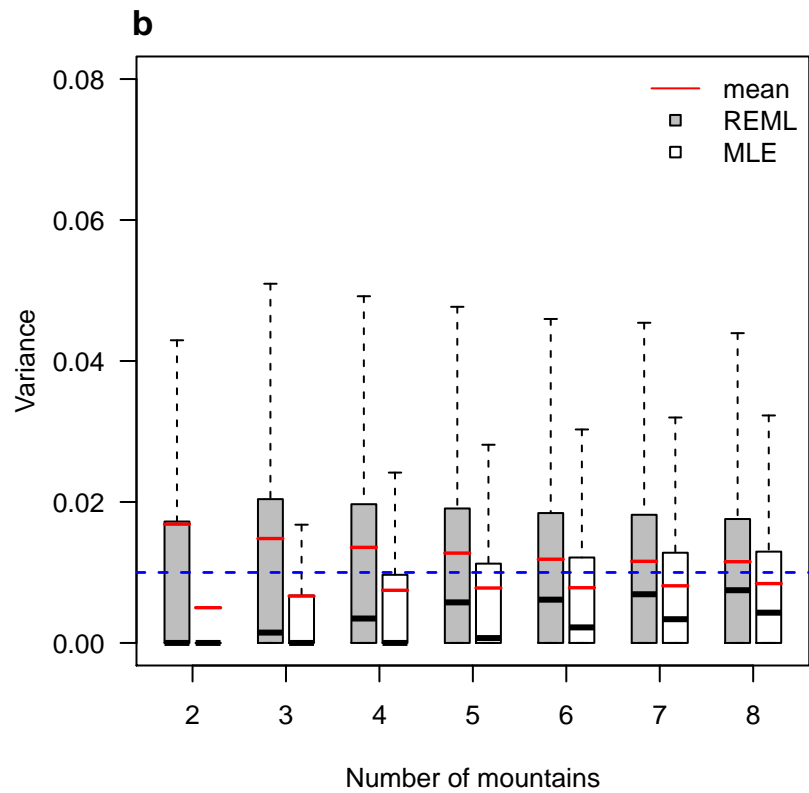 b
0.08
0.06
0.04
0.02
0.00
Variance
mean
REML
MLE
2 3 4 5 6 7 8
Number of mountains